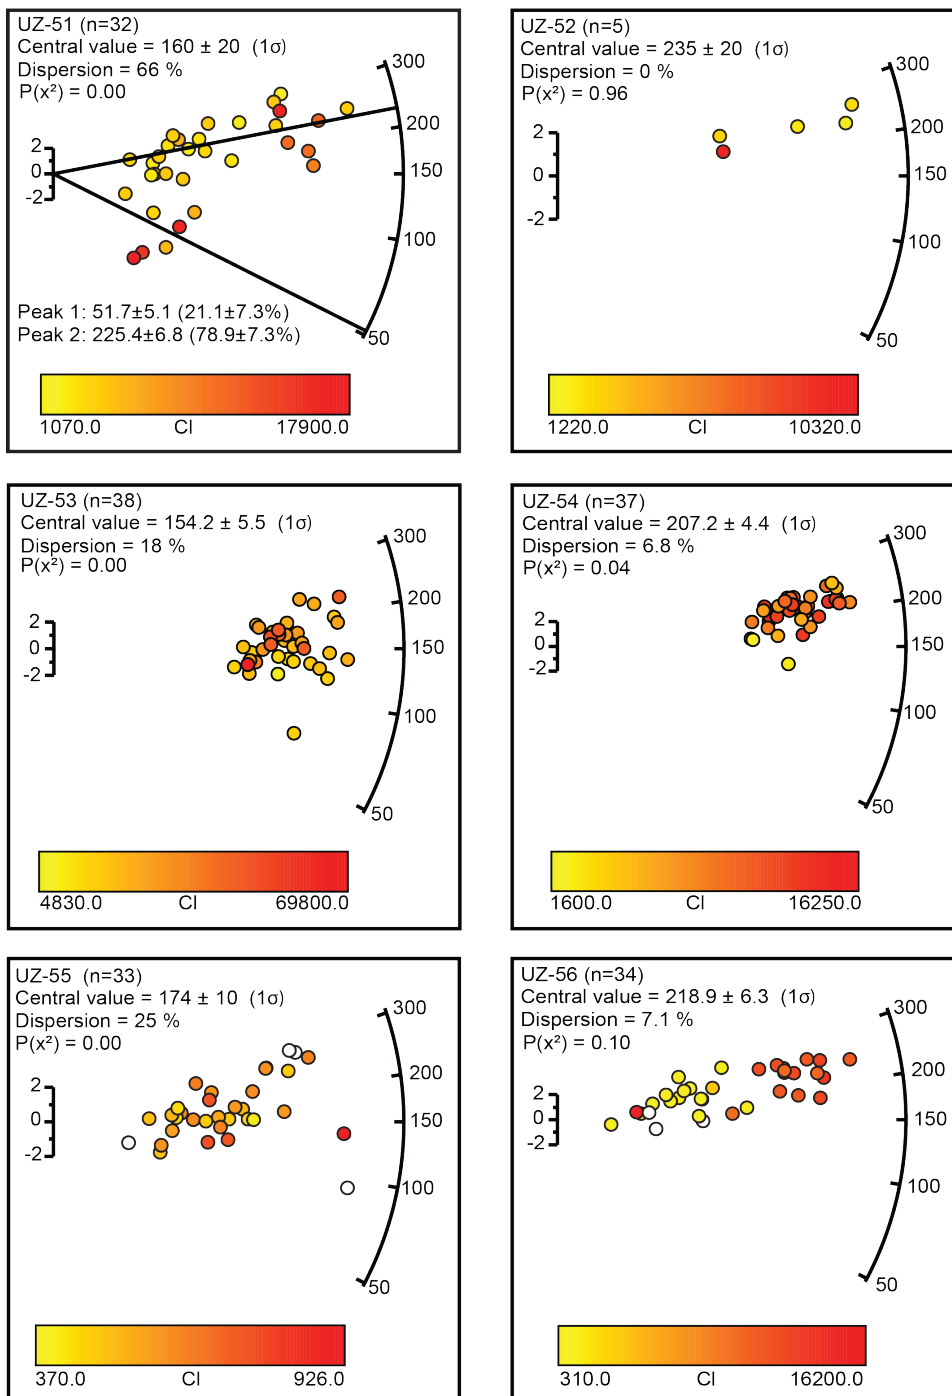 UZ-51 (n=32)
Central value = 160 ± 20 (1σ)
Dispersion = 66 %
P(x²) = 0.00
300
200
150
100
50
2
0
-2
Peak 1: 51.7±5.1 (21.1±7.3%)
Peak 2: 225.4±6.8 (78.9±7.3%)
1070.0 CI 17900.0
UZ-52 (n=5)
Central value = 235 ± 20 (1σ)
Dispersion = 0 %
P(x²) = 0.96
300
200
150
100
50
2
0
-2
1220.0 CI 10320.0
UZ-53 (n=38)
Central value = 154.2 ± 5.5 (1σ)
Dispersion = 18 %
P(x²) = 0.00
300
200
150
100
50
2
0
-2
4830.0 CI 69800.0
UZ-54 (n=37)
Central value = 207.2 ± 4.4 (1σ)
Dispersion = 6.8 %
P(x²) = 0.04
300
200
150
100
50
2
0
-2
1600.0 CI 16250.0
UZ-55 (n=33)
Central value = 174 ± 10 (1σ)
Dispersion = 25 %
P(x²) = 0.00
300
200
150
100
50
2
0
-2
370.0 CI 926.0
UZ-56 (n=34)
Central value = 218.9 ± 6.3 (1σ)
Dispersion = 7.1 %
P(x²) = 0.10
300
200
150
100
50
2
0
-2
310.0 CI 16200.0